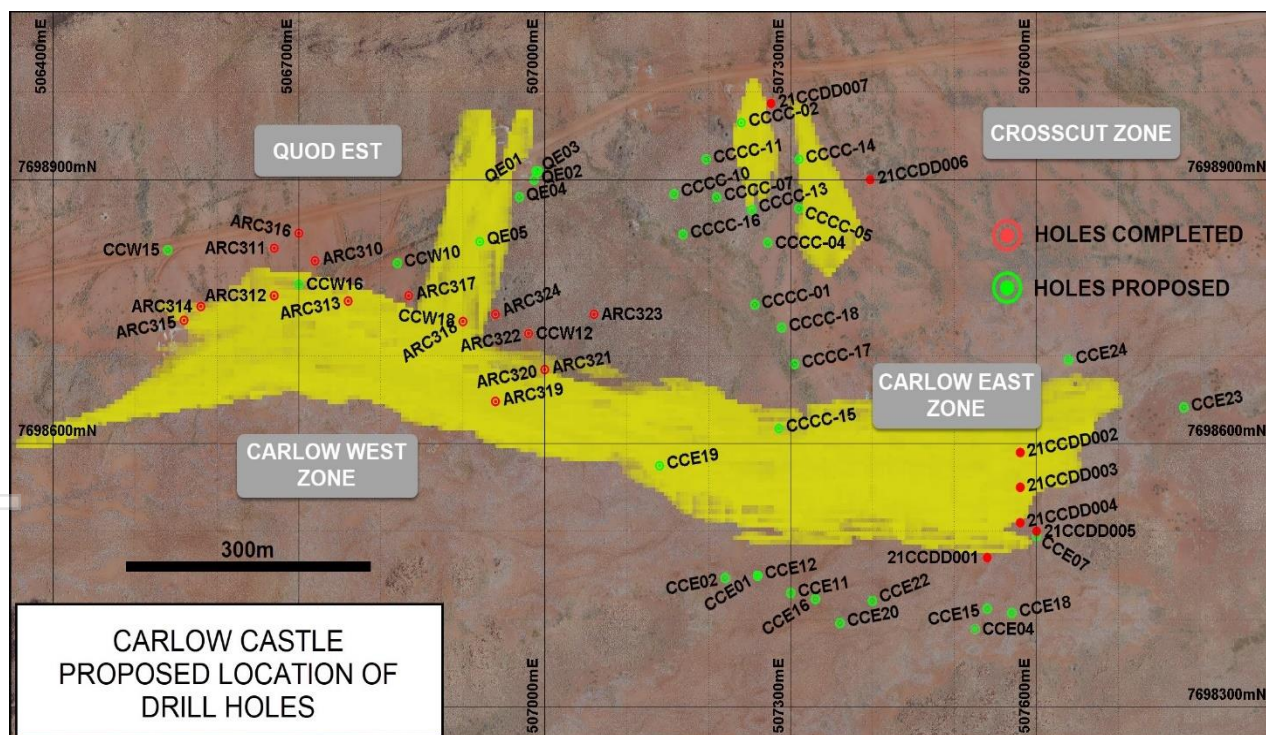 506400mE
506700mE
507000mE
507300mE
507600mE
21CCDD007
CCCC-02
QUOD EST
CROSSCUT ZONE
7698900mN
7698900mN
QE01
QE03
QE02
QE04
CCCC-11
CCCC-14
CCCC-10
CCCC-07
CCCC-13
21CCDD006
CCCC-16
CCCC-05
CCCC-04
ARC316
CCW15
ARC311
ARC310
CCW10
QE05
HOLES COMPLETED
HOLES PROPOSED
CCW16
ARC314
ARC312
ARC313
ARC317
ARC315
CCW18
ARC318
ARC324
ARC323
ARC322
CCW12
CCCC-01
CCCC-18
CCCC-17
ARC320
ARC321
ARC319
CCE24
CARLOW EAST
ZONE
CCE23
CCCC-15
7698600mN
7698600mN
CARLOW WEST
ZONE
CCE19
21CCDD002
21CCDD003
21CCDD004
21CCDD005
CCE07
21CCDD001
300m
CCE02
CCE01
CCE12
CCE11
CCE16
CCE22
CCE20
CCE15
CCE18
CCE04
CARLOW CASTLE
PROPOSED LOCATION OF
DRILL HOLES
507000mE
507300mE
507600mE
7698300mN